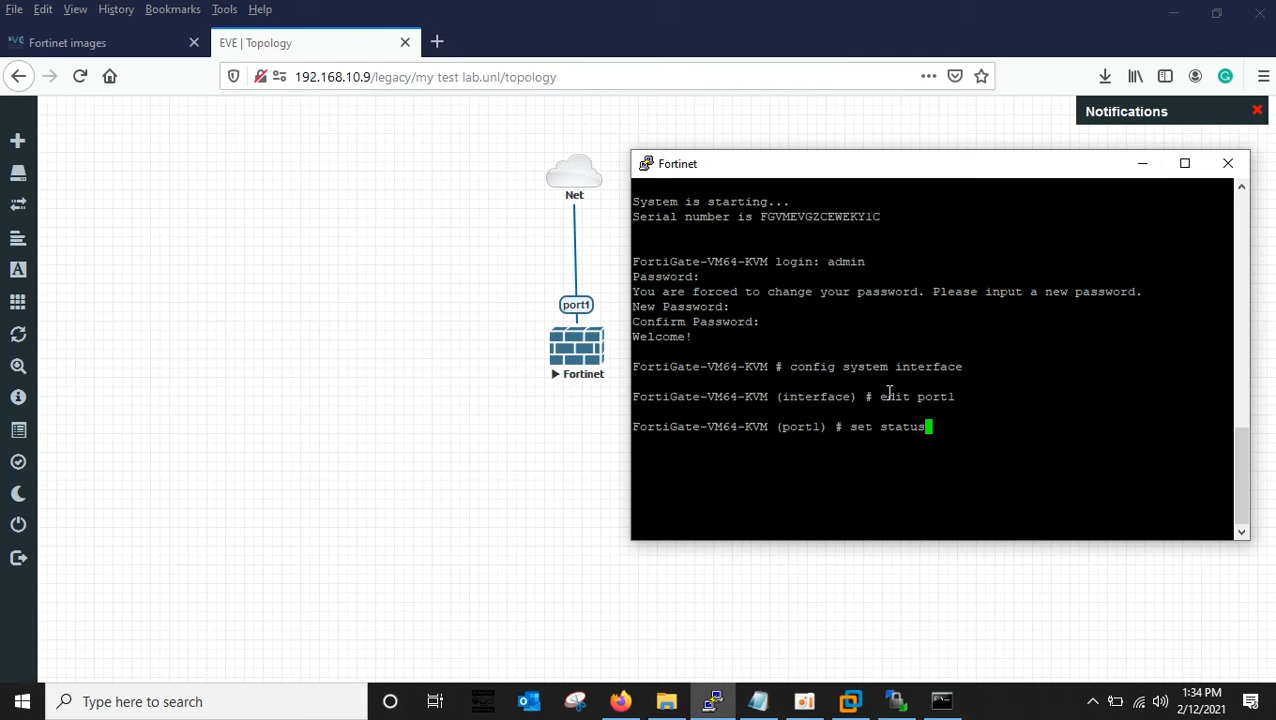 File Edit View History Bookmarks Tools Help
Fortinet images
EVE | Topology
192.168.10.9/legacy/my test lab.unl/topology
Notifications
Net
port1
Fortinet
Fortinet
System is starting...
Serial number is FGVMEVGZCEWEKY1C
FortiGate-VM64-KVM login: admin
Password:
You are forced to change your password. Please input a new password.
New Password:
Confirm Password:
Welcome!
FortiGate-VM64-KVM # config system interface
FortiGate-VM64-KVM (interface) # edit port1
FortiGate-VM64-KVM (port1) # set status
Type here to search
:34 PM
2/12/2021